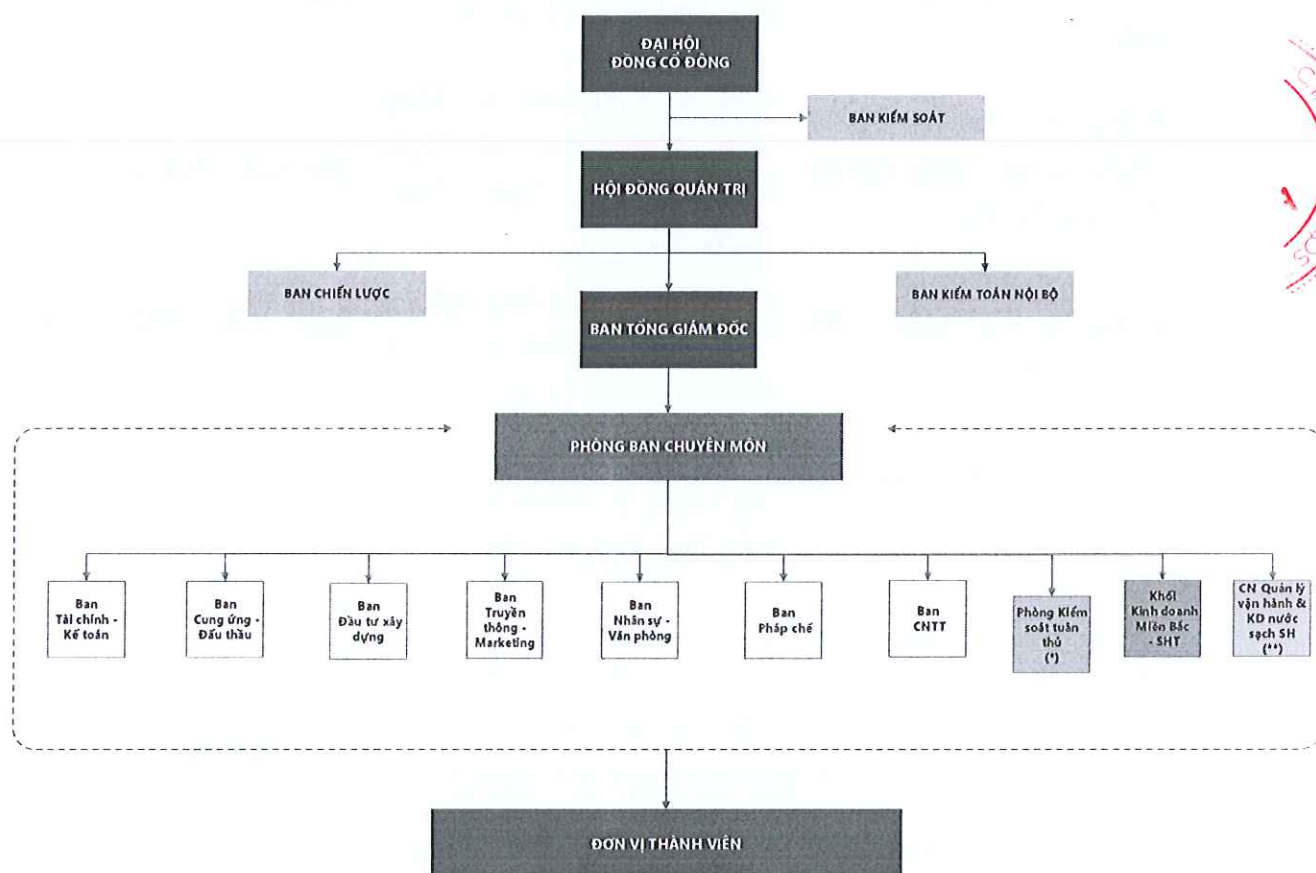 ĐẠI HỘI
ĐỒNG CỔ ĐÔNG
BAN KIỂM SOÁT
HỘI ĐỒNG QUẢN TRỊ
BAN CHIẾN LƯỢC
BAN KIỂM TOÁN NỘI BỘ
BAN TỔNG GIÁM ĐỐC
PHÒNG BAN CHUYÊN MÔN
Ban
Tài chính -
Kế toán
Ban
Cung ứng -
Đấu thầu
Ban
Đầu tư xây
dựng
Ban
Truyền
thông -
Marketing
Ban
Nhân sự -
Văn phòng
Ban
Pháp chế
Ban
CNTT
Phòng Kiểm
soát tuân
thủ
(*)
Khối
Kinh doanh
Miền Bắc
- SHT
CN Quản lý
vận hành &
KD nước
sạch SH
(**)
ĐƠN VỊ THÀNH VIÊN